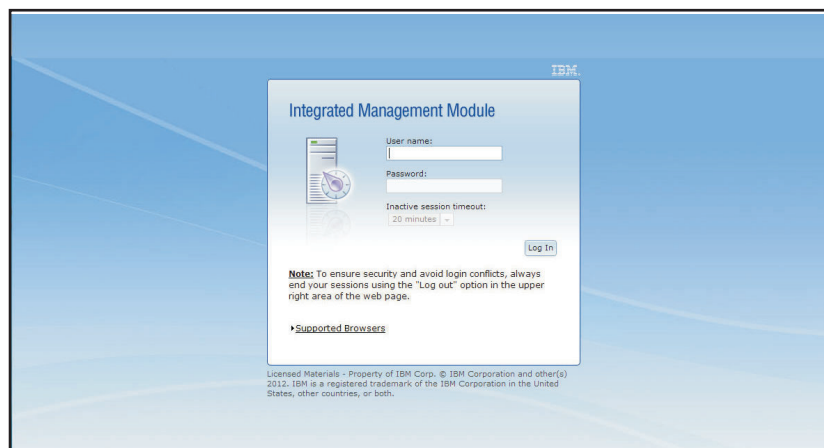 IBM.
Integrated Management Module
User name:
Password:
Inactive session timeout:
20 minutes
Log In
Note: To ensure security and avoid login conflicts, always
end your sessions using the "Log out" option in the upper
right area of the web page.
Supported Browsers
Licensed Materials - Property of IBM Corp. © IBM Corporation and other(s)
2012. IBM is a registered trademark of the IBM Corporation in the United
States, other countries, or both.